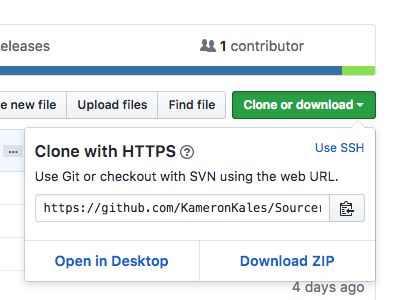 eleases
1 contributor
e new file Upload files Find file Clone or download
...
Clone with HTTPS ? Use SSH
Use Git or checkout with SVN using the web URL.
https://github.com/KameronKales/Sourcer
Open in Desktop Download ZIP
4 days ago